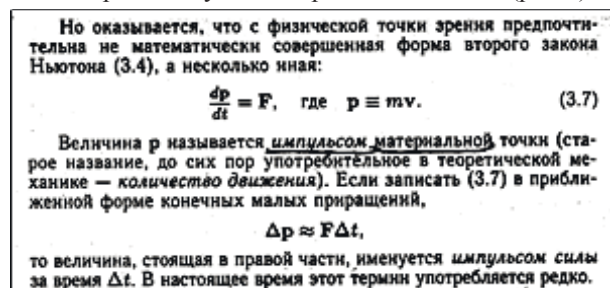 Но оказывается, что с физической точки зрения предпочти-
тельна не математически совершенная форма второго закона
Ньютона (3.4), а несколько иная:
dp/dt = F, где p ≡ mv. (3.7)
Величина p называется импульсом материальной точки (ста-
рое название, до сих пор употребительное в теоретической ме-
ханике — количество движения). Если записать (3.7) в прибли-
женной форме конечных малых приращений,
Δp ≈ FΔt,
то величина, стоящая в правой части, именуется импульсом силы
за время Δt. В настоящее время этот термин употребляется редко.